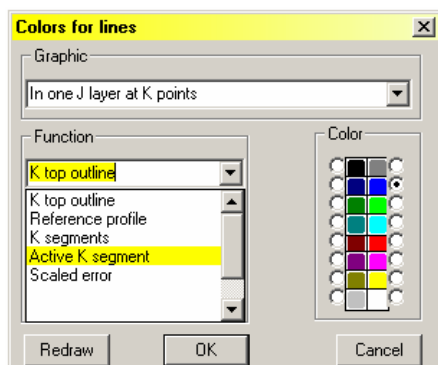 Colors for lines
Graphic
In one J layer at K points
Function
Color
K top outline
K top outline
Reference profile
K segments
Active K segment
Scaled error
Redraw
OK
Cancel